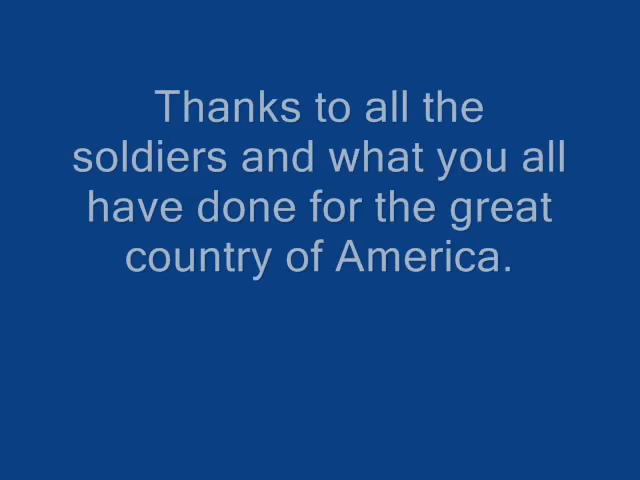 Thanks to all the
soldiers and what you all
have done for the great
country of America.